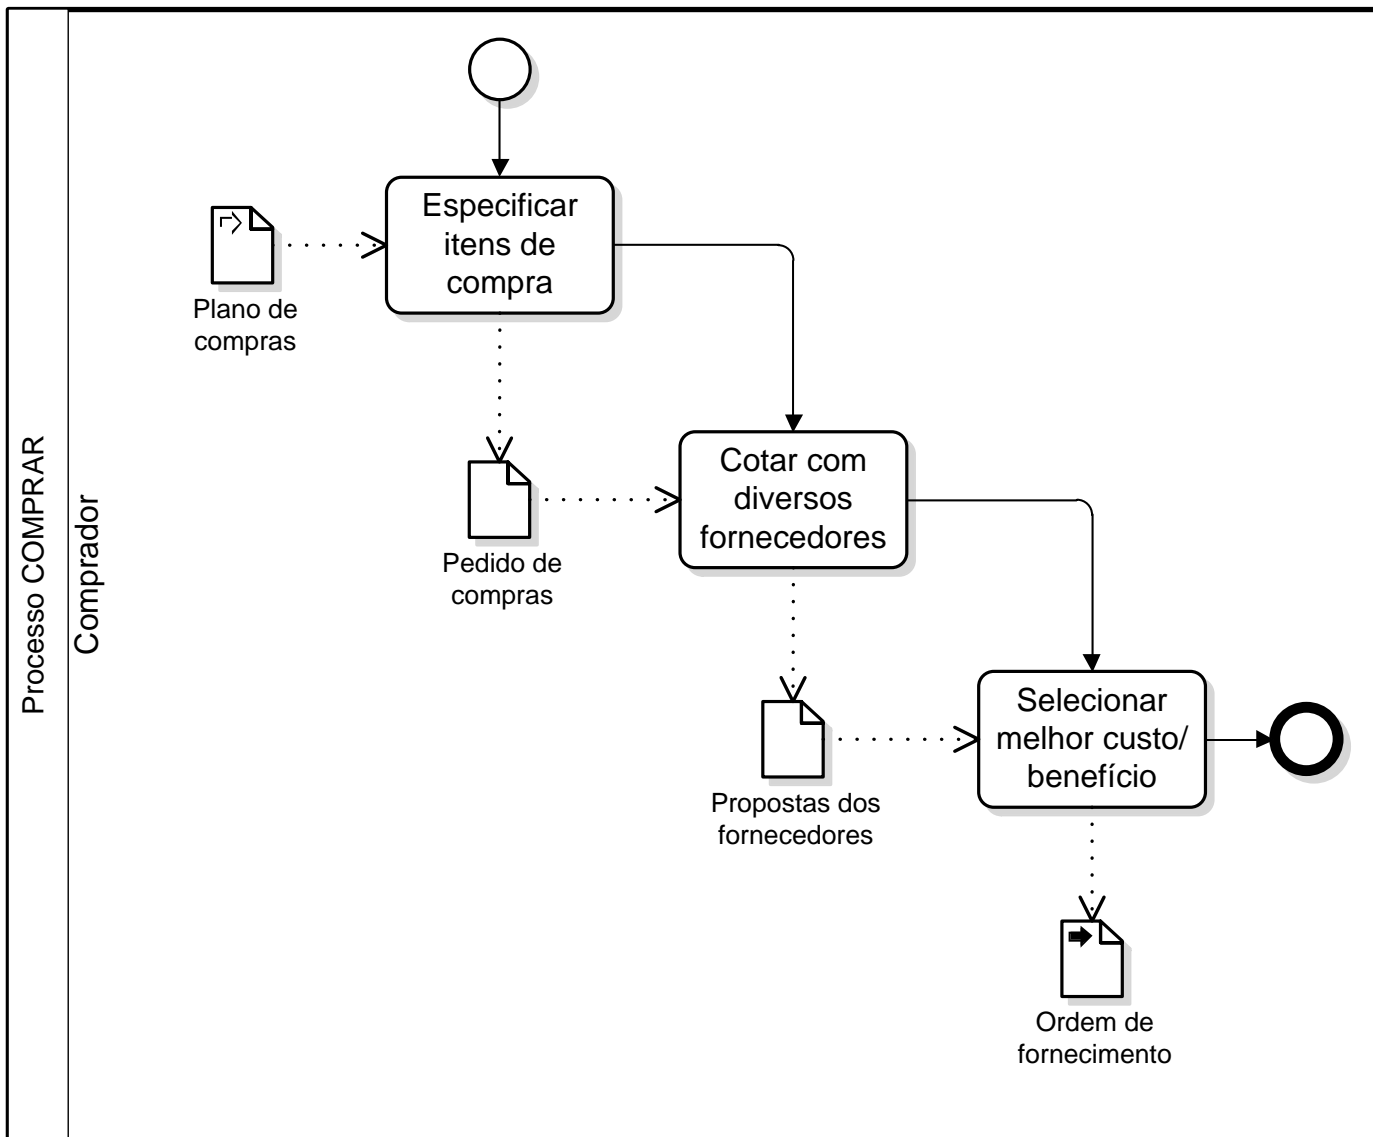 Processo COMPRAR
Comprador
Especificar
itens de
compra
Plano de
compras
Cotar com
diversos
fornecedores
Pedido de
compras
Selecionar
melhor custo/
benefício
Propostas dos
fornecedores
Ordem de
fornecimento